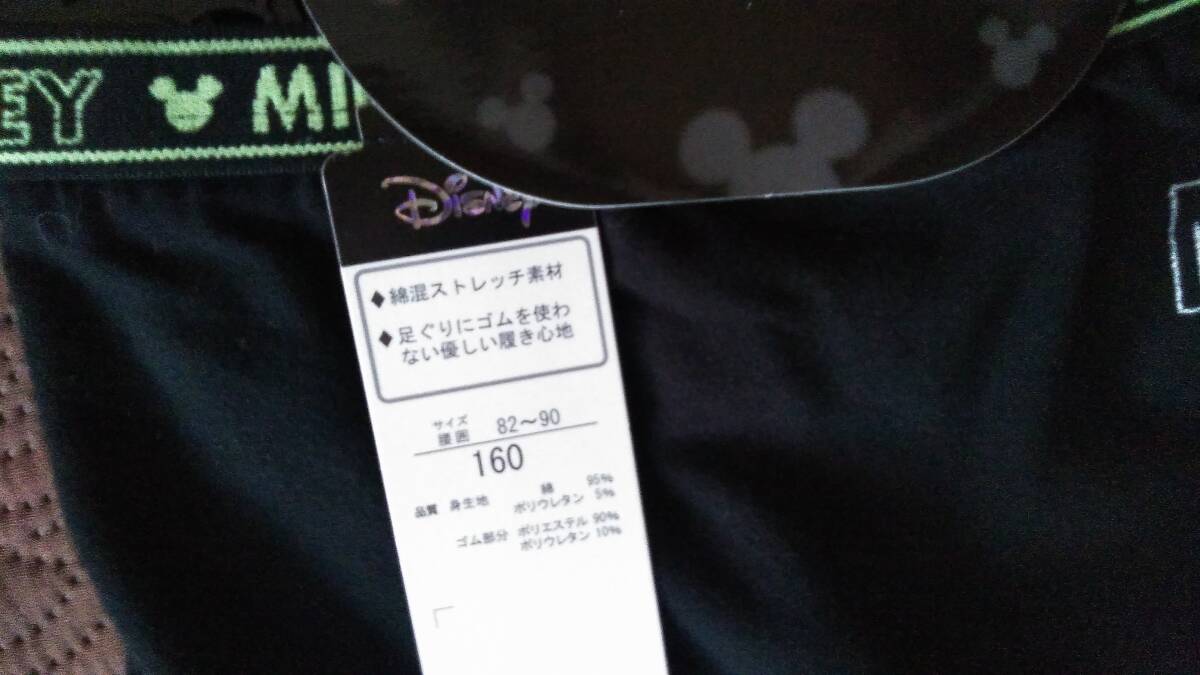 EY MI
Disney
◆綿混ストレッチ素材
◆足ぐりにゴムを使わ
ない優しい履き心地
サイズ
腰囲 82~90
160
品質 身生地 綿 95%
ポリウレタン 5%
ゴム部分 ポリエステル 90%
ポリウレタン 10%